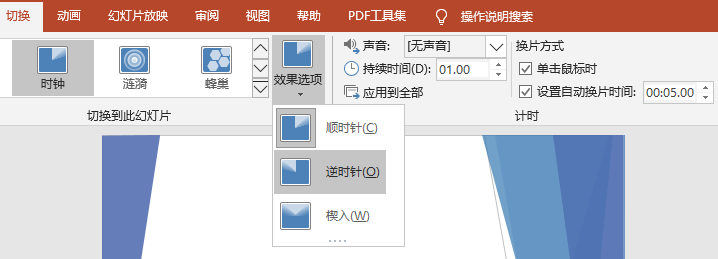 切换 动画 幻灯片放映 审阅 视图 帮助 PDF工具集 操作说明搜索
时钟 涟漪 蜂巢 效果选项
切换到此幻灯片
声音: [无声音] 换片方式
持续时间(D): 01.00 单击鼠标时
应用到全部 设置自动换片时间: 00:05.00
计时
顺时针(C)
逆时针(O)
楔入(W)